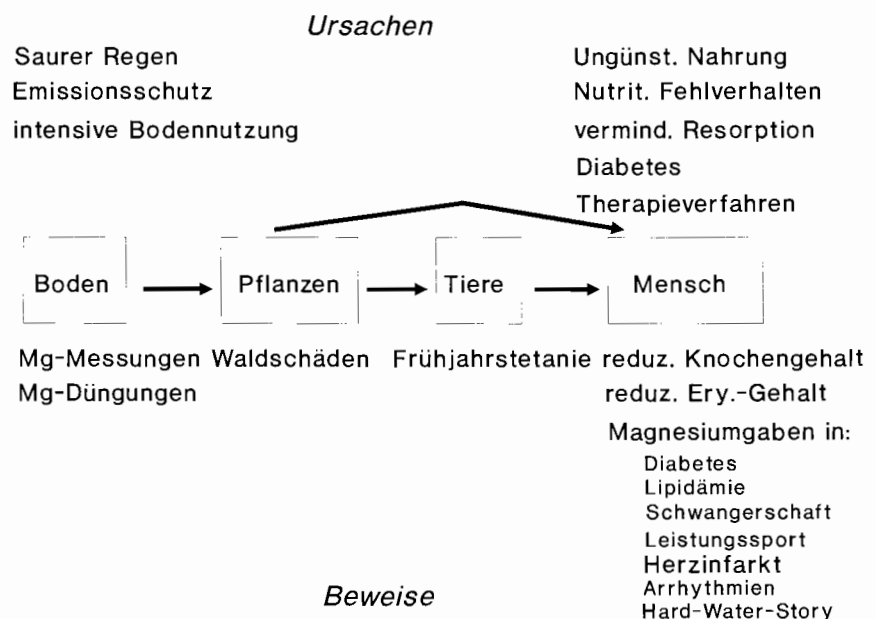 Ursachen
Saurer Regen
Emissionsschutz
intensive Bodennutzung
Ungünst. Nahrung
Nutrit. Fehlverhalten
vermind. Resorption
Diabetes
Therapieverfahren
Boden
Pflanzen
Tiere
Mensch
Mg-Messungen
Mg-Düngungen
Waldschäden
Frühjahrstetanie
reduz. Knochengehalt
reduz. Ery.-Gehalt
Magnesiumgaben in:
Diabetes
Lipidämie
Schwangerschaft
Leistungssport
Herzinfarkt
Arrhythmien
Hard-Water-Story
Beweise